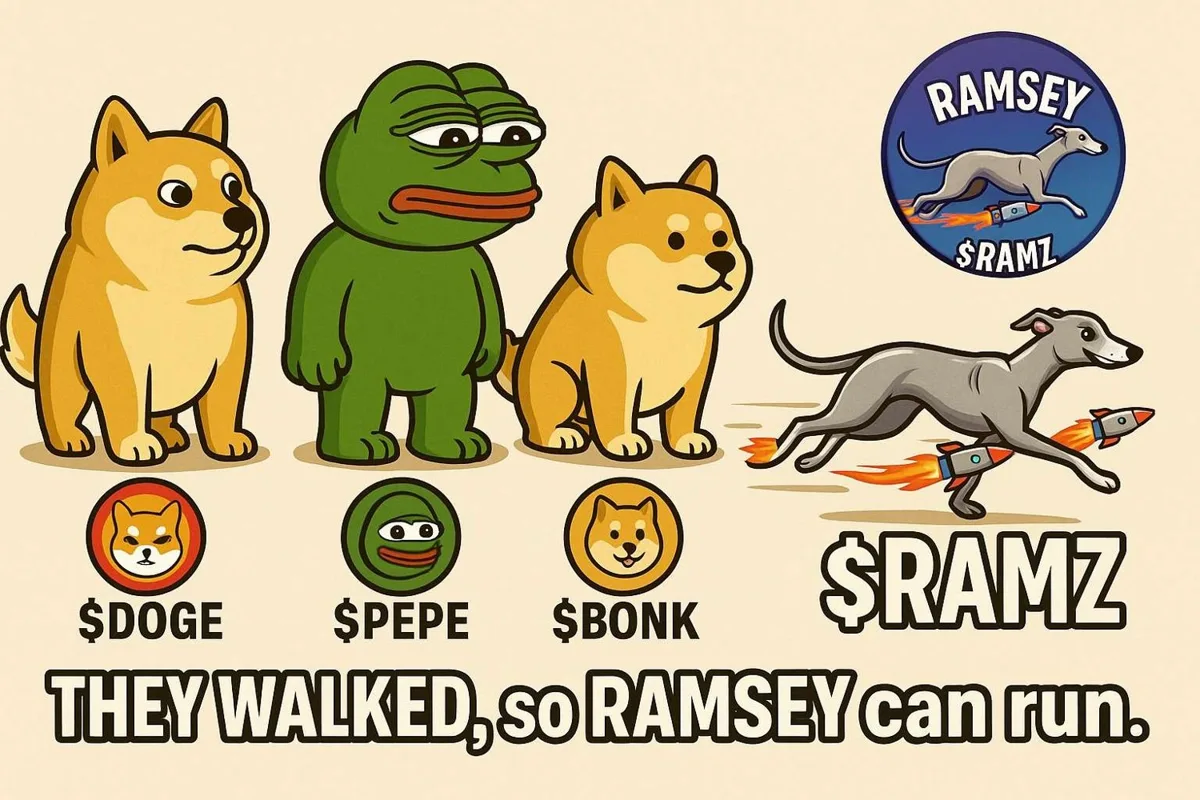 RAMSEY
$RAMZ
$DOGE
$PEPE
$BONK
$RAMZ
THEY WALKED, so RAMSEY can run.